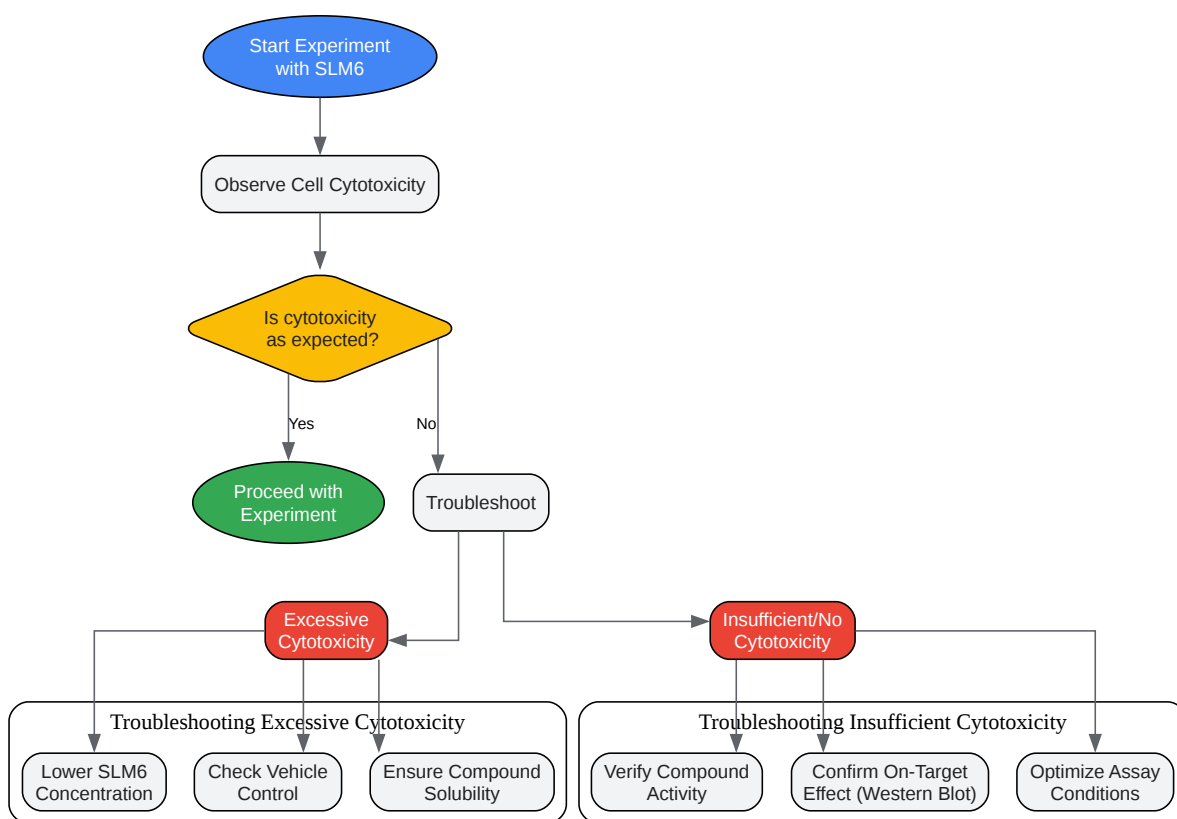 Start Experiment
with SLM6
Observe Cell Cytotoxicity
Is cytotoxicity
as expected?
Yes
No
Proceed with
Experiment
Troubleshoot
Excessive
Cytotoxicity
Insufficient/No
Cytotoxicity
Troubleshooting Excessive Cytotoxicity
Lower SLM6
Concentration
Check Vehicle
Control
Ensure Compound
Solubility
Troubleshooting Insufficient Cytotoxicity
Verify Compound
Activity
Confirm On-Target
Effect (Western Blot)
Optimize Assay
Conditions